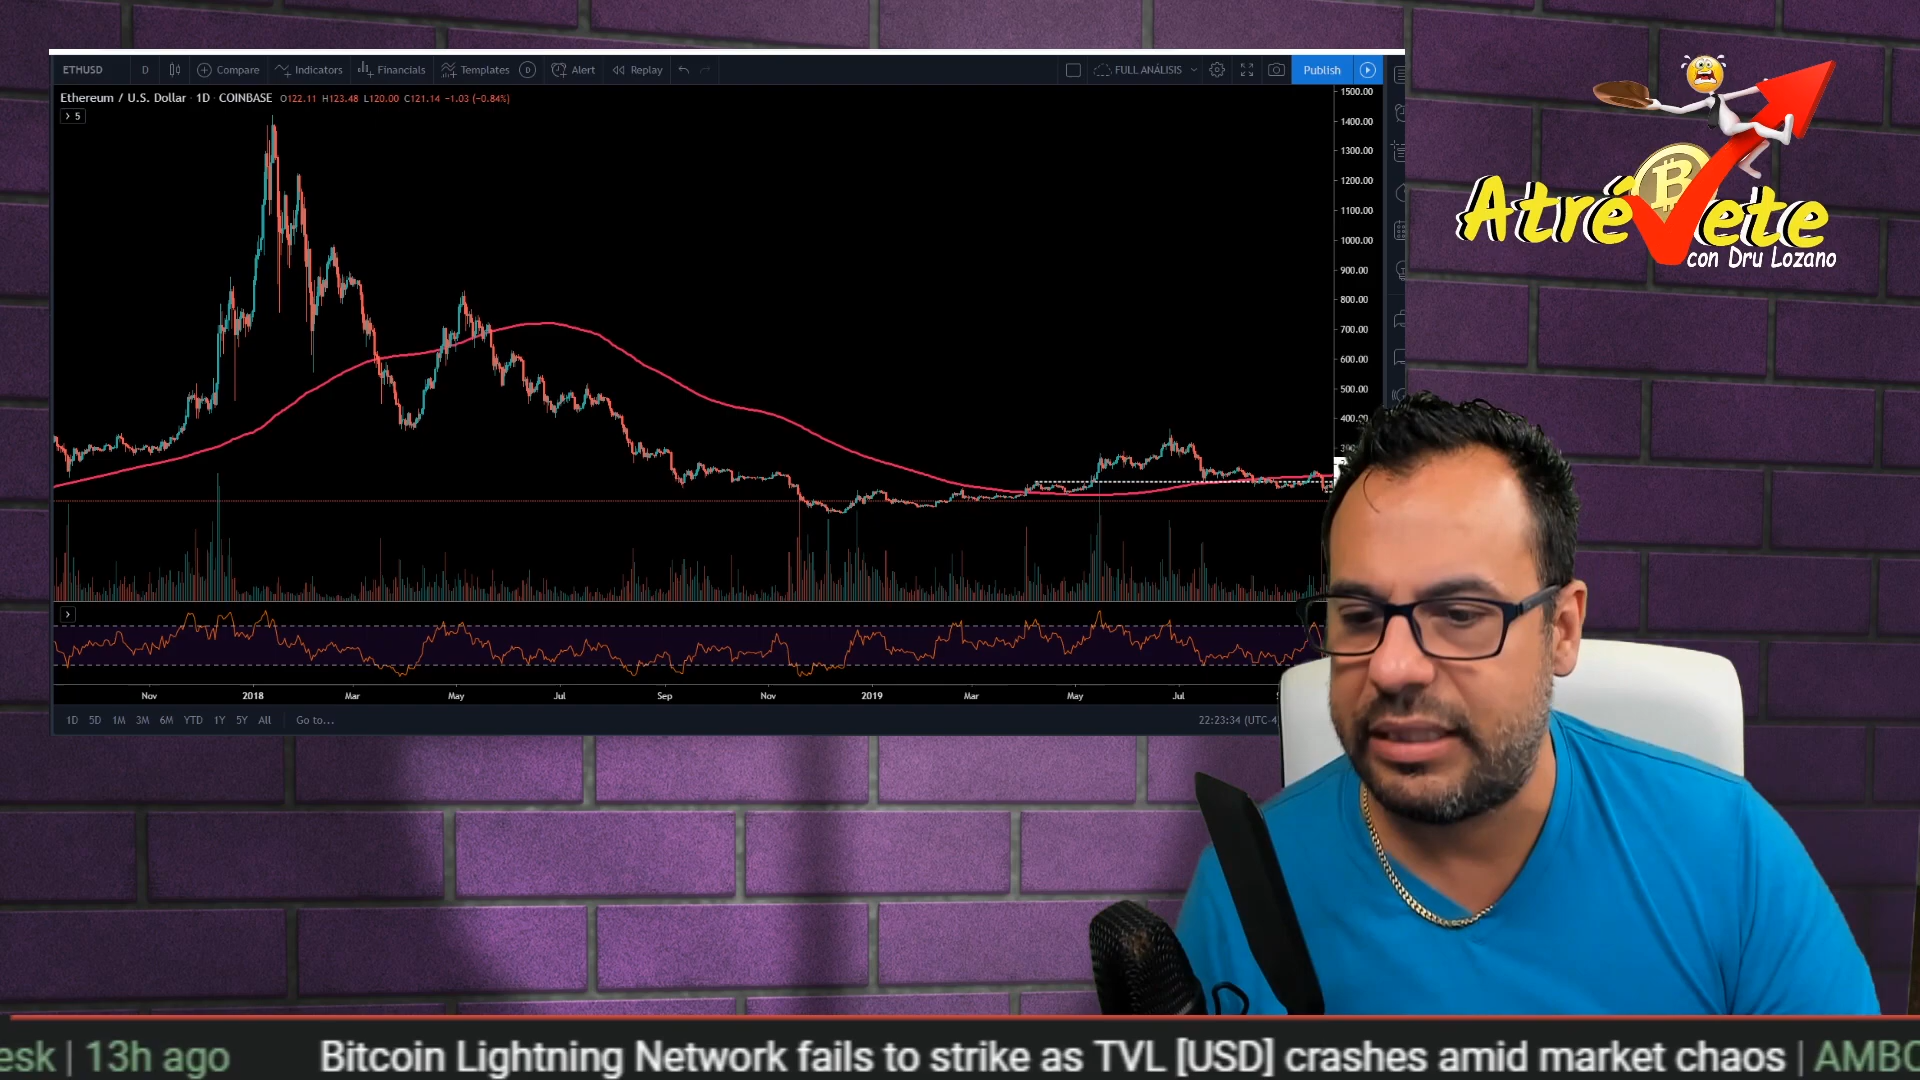 ETHUSD D Compare Indicators Financials Templates Alert Replay FULL ANÁLISIS Publish
Ethereum / U.S. Dollar · 1D · COINBASE O122.11 H123.48 L120.00 C121.14 −1.03 (−0.84%)
5
1500.00
1400.00
1300.00
1200.00
1100.00
1000.00
900.00
800.00
700.00
600.00
500.00
400.00
Nov 2018 Mar May Jul Sep Nov 2019 Mar May Jul
1D 5D 1M 3M 6M YTD 1Y 5Y All Go to... 22:23:34 (UTC-4
Atrévete
con Dru Lozano
esk | 13h ago Bitcoin Lightning Network fails to strike as TVL [USD] crashes amid market chaos | AMBC